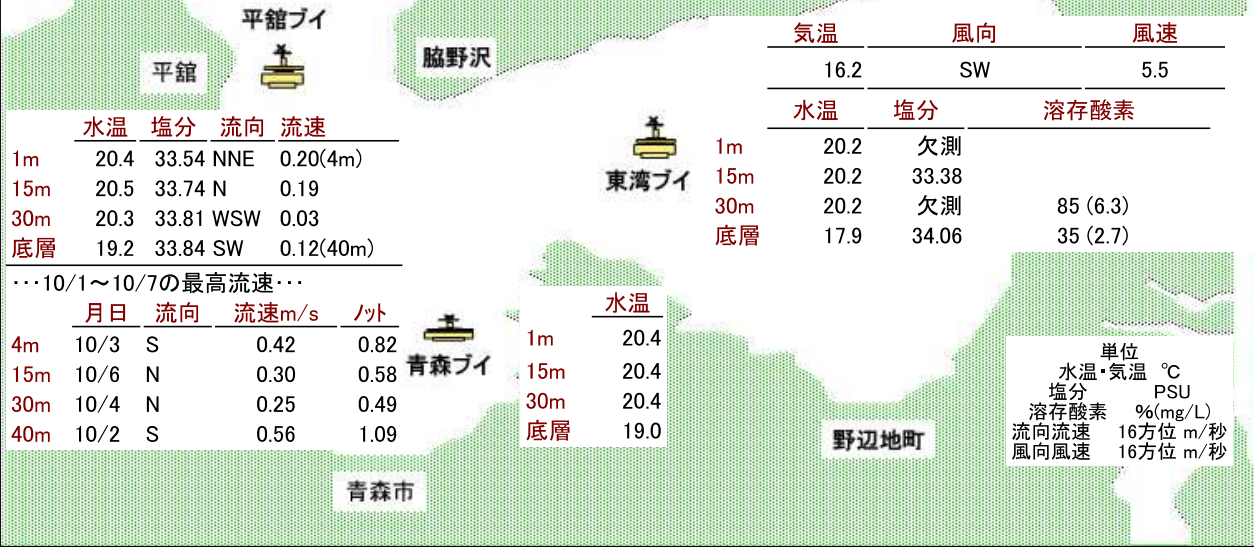 平舘ブイ
平舘
脇野沢
水温 塩分 流向 流速
1m 20.4 33.54 NNE 0.20(4m)
15m 20.5 33.74 N 0.19
30m 20.3 33.81 WSW 0.03
底層 19.2 33.84 SW 0.12(40m)
･･･10/1～10/7の最高流速･･･
月日 流向 流速m/s ﾉｯﾄ
4m 10/3 S 0.42 0.82
15m 10/6 N 0.30 0.58
30m 10/4 N 0.25 0.49
40m 10/2 S 0.56 1.09
気温 風向 風速
16.2 SW 5.5
東湾ブイ
水温 塩分 溶存酸素
1m 20.2 欠測
15m 20.2 33.38
30m 20.2 欠測 85 (6.3)
底層 17.9 34.06 35 (2.7)
青森ブイ
水温
1m 20.4
15m 20.4
30m 20.4
底層 19.0
青森市
野辺地町
単位
水温・気温 ℃
塩分 PSU
溶存酸素 %(mg/L)
流向流速 16方位 m/秒
風向風速 16方位 m/秒